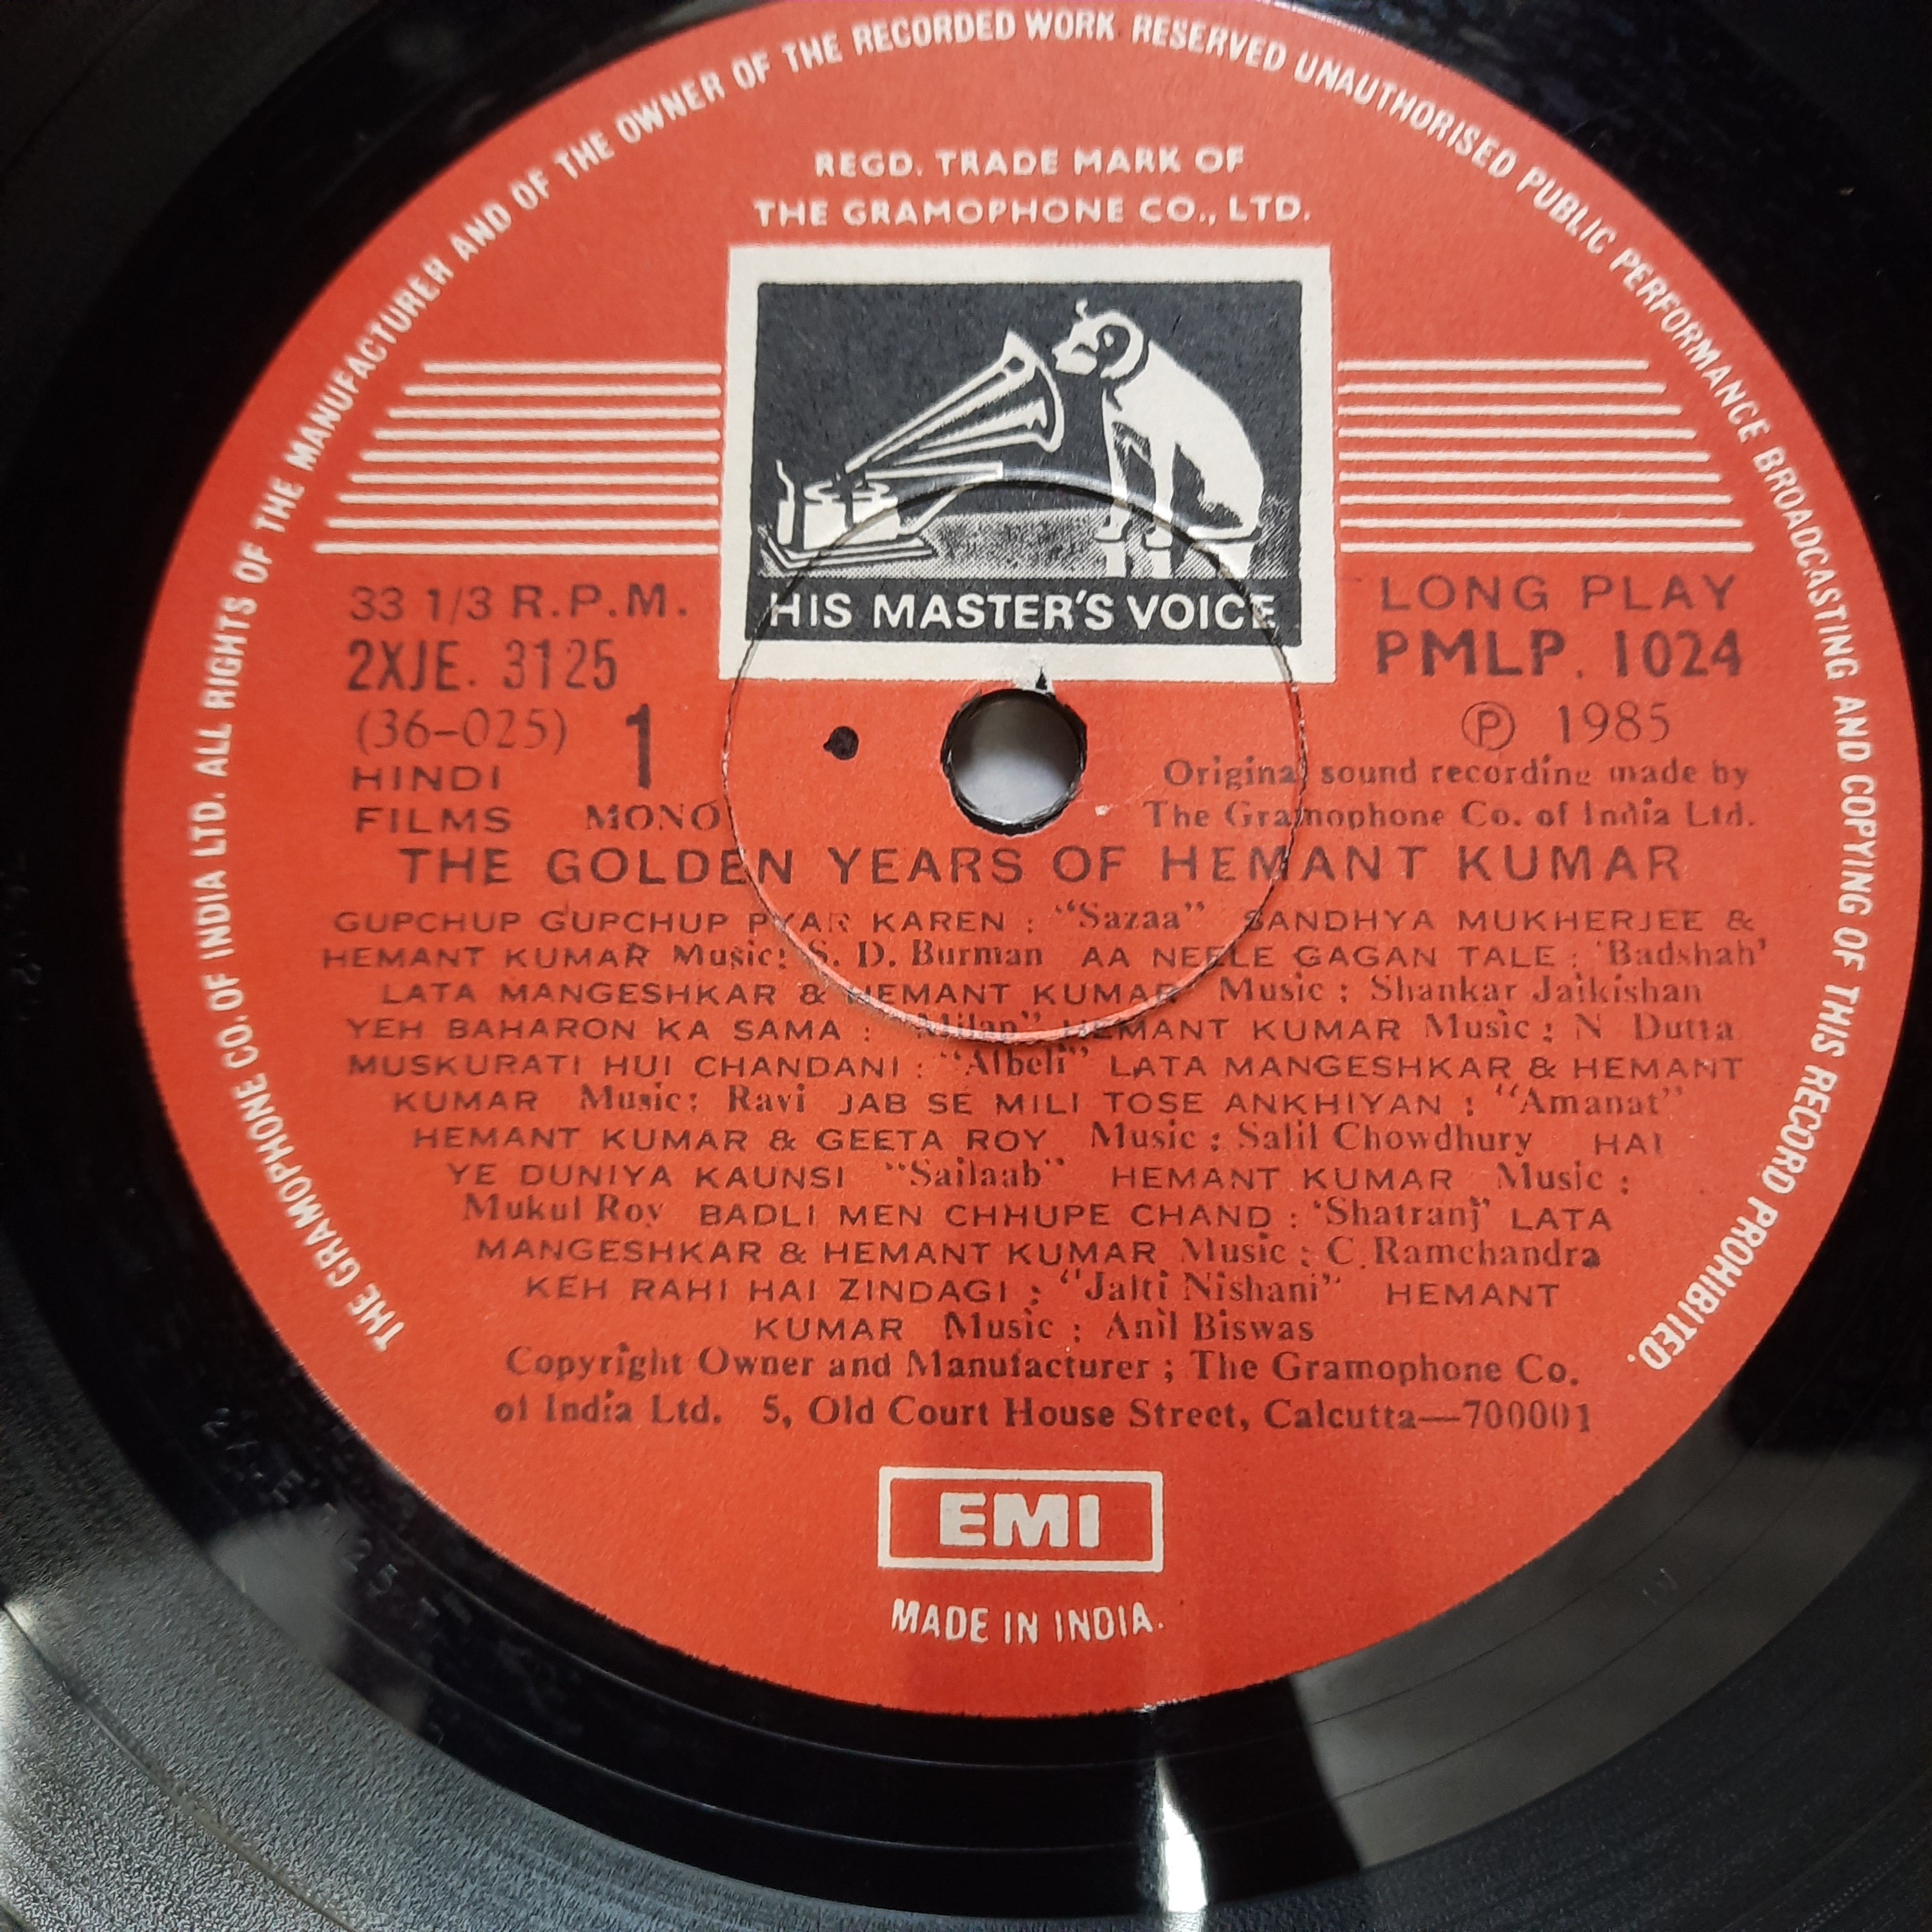 THE GRAMOPHONE CO. OF INDIA LTD. ALL RIGHTS OF THE MANUFACTURER AND OF THE OWNER OF THE RECORDED WORK RESERVED UNAUTHORISED PUBLIC PERFORMANCE BROADCASTING AND COPYING OF THIS RECORD PROHIBITED.
REGD. TRADE MARK OF
THE GRAMOPHONE CO., LTD.
HIS MASTER'S VOICE
33 1/3 R.P.M.
2XJE. 3125
(36-025) 1
HINDI
FILMS MONO
LONG PLAY
PMLP. 1024
Ⓟ 1985
Original sound recording made by
The Gramophone Co. of India Ltd.
THE GOLDEN YEARS OF HEMANT KUMAR
GUPCHUP GUPCHUP PYAR KAREN : "Sazaa" SANDHYA MUKHERJEE &
HEMANT KUMAR Music: S. D. Burman AA NEELE GAGAN TALE : 'Badshah'
LATA MANGESHKAR & HEMANT KUMAR Music : Shankar Jaikishan
YEH BAHARON KA SAMA : "Milap" HEMANT KUMAR Music : N Dutta
MUSKURATI HUI CHANDANI : "Albeli" LATA MANGESHKAR & HEMANT
KUMAR Music: Ravi JAB SE MILI TOSE ANKHIYAN : "Amanat"
HEMANT KUMAR & GEETA ROY Music : Salil Chowdhury HAI
YE DUNIYA KAUNSI "Sailaab" HEMANT KUMAR Music :
Mukul Roy BADLI MEN CHHUPE CHAND : 'Shatranj' LATA
MANGESHKAR & HEMANT KUMAR Music : C. Ramchandra
KEH RAHI HAI ZINDAGI : "Jalti Nishani" HEMANT
KUMAR Music : Anil Biswas
Copyright Owner and Manufacturer ; The Gramophone Co.
of India Ltd. 5, Old Court House Street, Calcutta—700001
EMI
MADE IN INDIA.